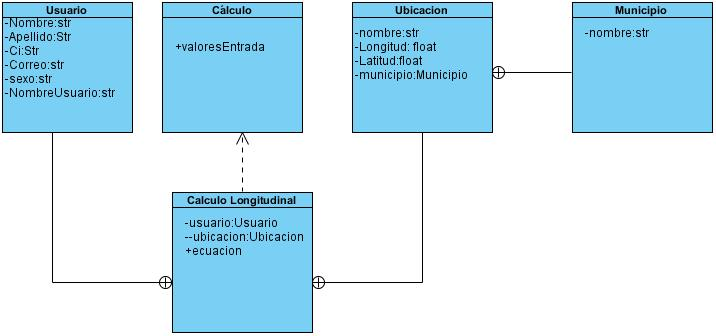 Usuario
-Nombre:str
-Apellido:Str
-Ci:Str
-Correo:str
-sexo:str
-NombreUsuario:str
Cálculo
+valoresEntrada
Ubicacion
-nombre:str
-Longitud: float
-Latitud:float
-municipio:Municipio
Municipio
-nombre:str
Calculo Longitudinal
-usuario:Usuario
--ubicacion:Ubicacion
+ecuacion